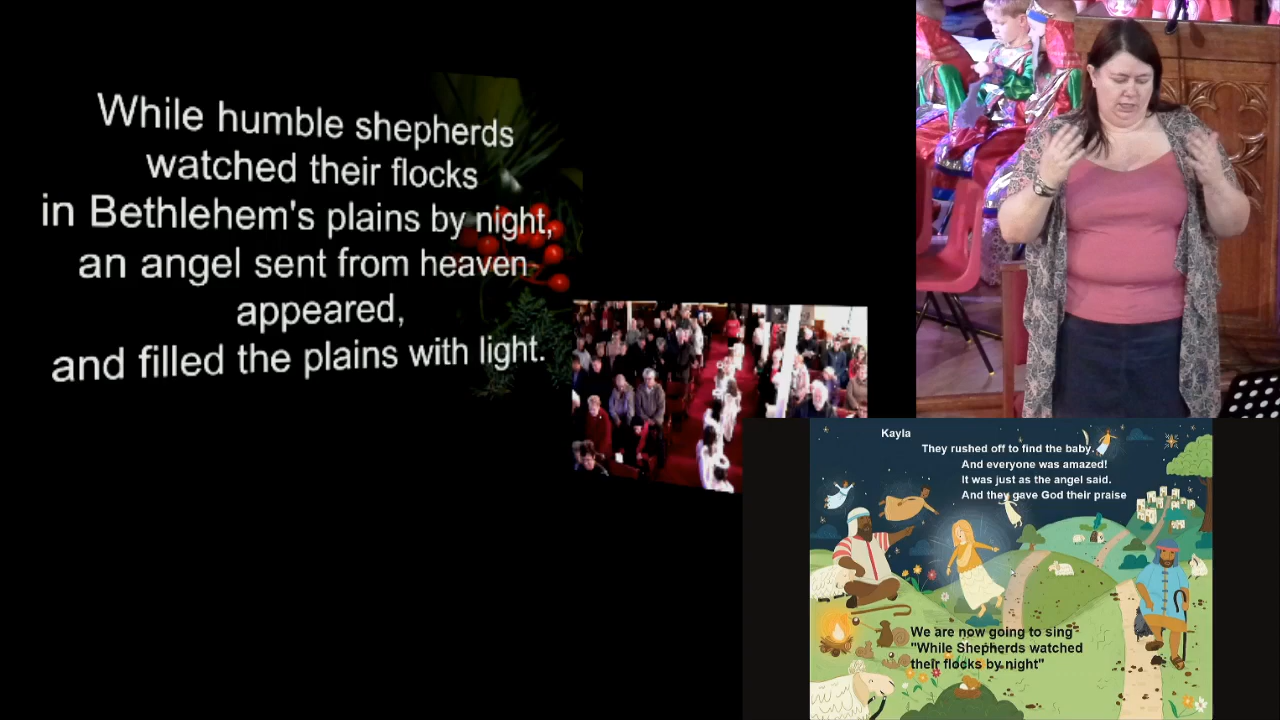 While humble shepherds
watched their flocks
in Bethlehem's plains by night,
an angel sent from heaven
appeared,
and filled the plains with light.
Kayla
They rushed off to find the baby.
And everyone was amazed!
It was just as the angel said.
And they gave God their praise
We are now going to sing
"While Shepherds watched
their flocks by night"